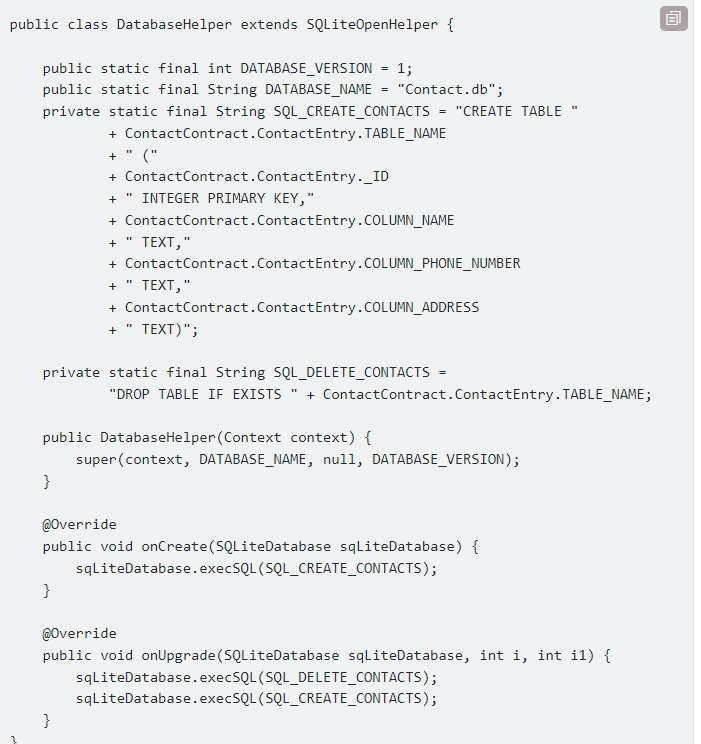 public class DatabaseHelper extends SQLiteOpenHelper {
    public static final int DATABASE_VERSION = 1;
    public static final String DATABASE_NAME = "Contact.db";
    private static final String SQL_CREATE_CONTACTS = "CREATE TABLE "
            + ContactContract.ContactEntry.TABLE_NAME
            + " ("
            + ContactContract.ContactEntry._ID
            + " INTEGER PRIMARY KEY,"
            + ContactContract.ContactEntry.COLUMN_NAME
            + " TEXT,"
            + ContactContract.ContactEntry.COLUMN_PHONE_NUMBER
            + " TEXT,"
            + ContactContract.ContactEntry.COLUMN_ADDRESS
            + " TEXT)";
    private static final String SQL_DELETE_CONTACTS =
            "DROP TABLE IF EXISTS " + ContactContract.ContactEntry.TABLE_NAME;
    public DatabaseHelper(Context context) {
        super(context, DATABASE_NAME, null, DATABASE_VERSION);
    }
    @Override
    public void onCreate(SQLiteDatabase sqLiteDatabase) {
        sqLiteDatabase.execSQL(SQL_CREATE_CONTACTS);
    }
    @Override
    public void onUpgrade(SQLiteDatabase sqLiteDatabase, int i, int i1) {
        sqLiteDatabase.execSQL(SQL_DELETE_CONTACTS);
        sqLiteDatabase.execSQL(SQL_CREATE_CONTACTS);
    }
}